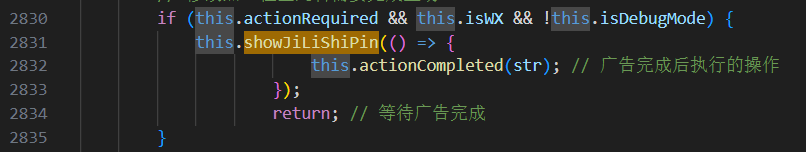 2830 if (this.actionRequired && this.isWX && !this.isDebugMode) {
2831 this.showJiLiShiPin(() => {
2832 this.actionCompleted(str); // 广告完成后执行的操作
2833 });
2834 return; // 等待广告完成
2835 }